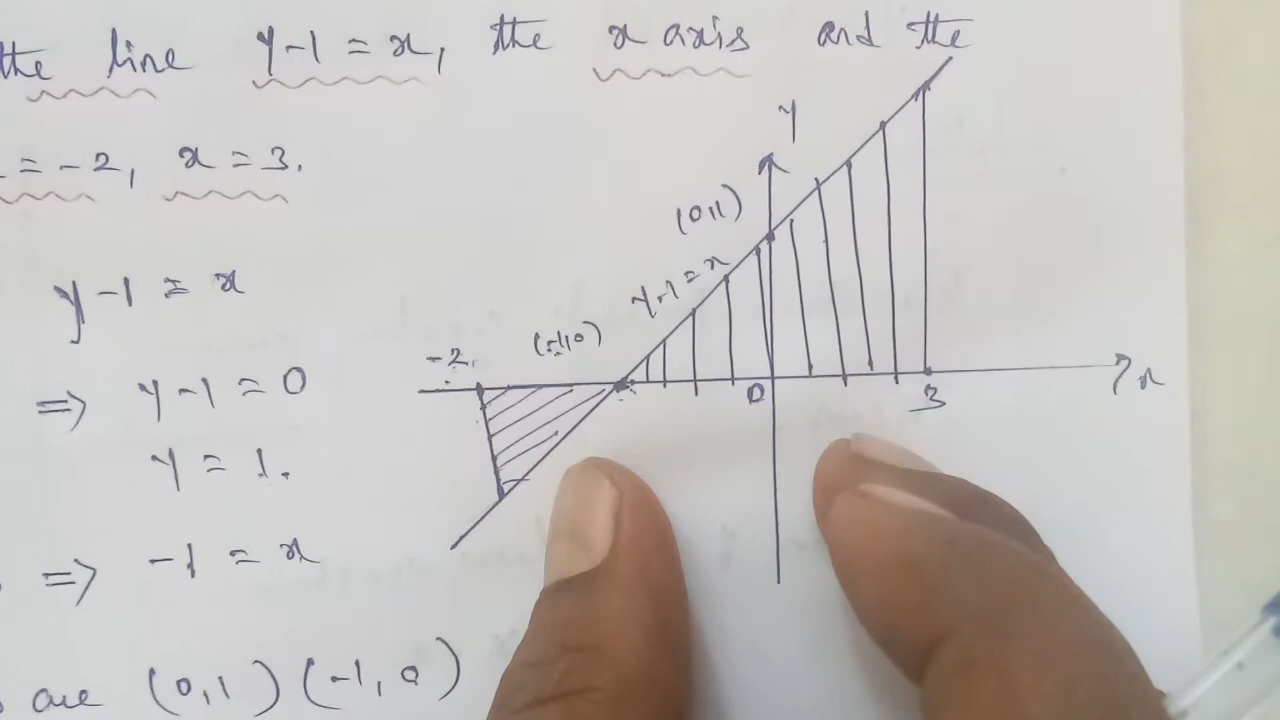 the line y-1 = x, the x axis and the
= -2, x = 3.
y-1 = x
⇒ y-1 = 0
y = 1.
⇒ -1 = x
are (0,1) (-1, 0)
y
(0,1)
y-1 = x
(-1,0)
-2
0
3
x